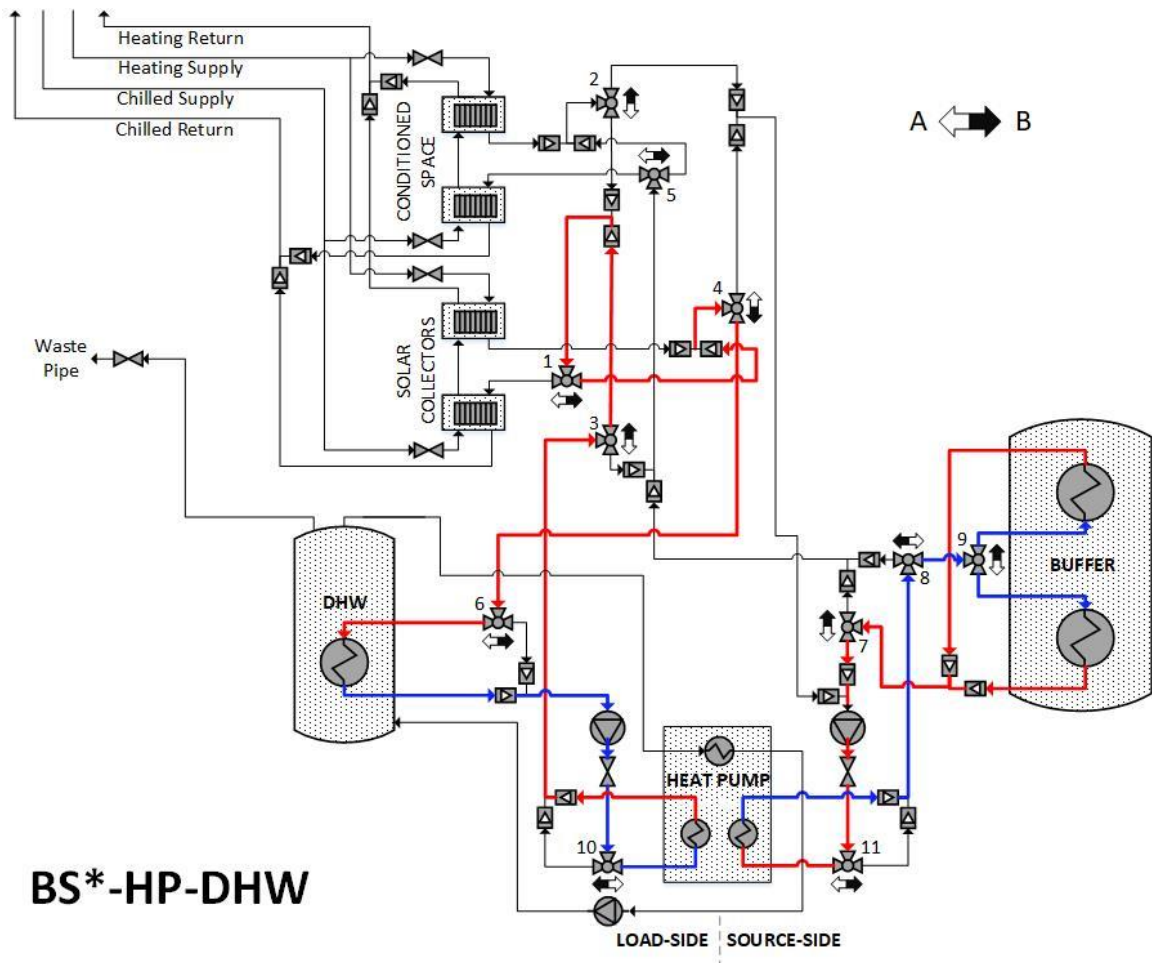 Heating Return
Heating Supply
Chilled Supply
Chilled Return
CONDITIONED
SPACE
SOLAR
COLLECTORS
2
5
A B
4
1
3
Waste
Pipe
9
8
BUFFER
DHW
6
7
HEAT PUMP
10
11
BS*-HP-DHW
LOAD-SIDE SOURCE-SIDE